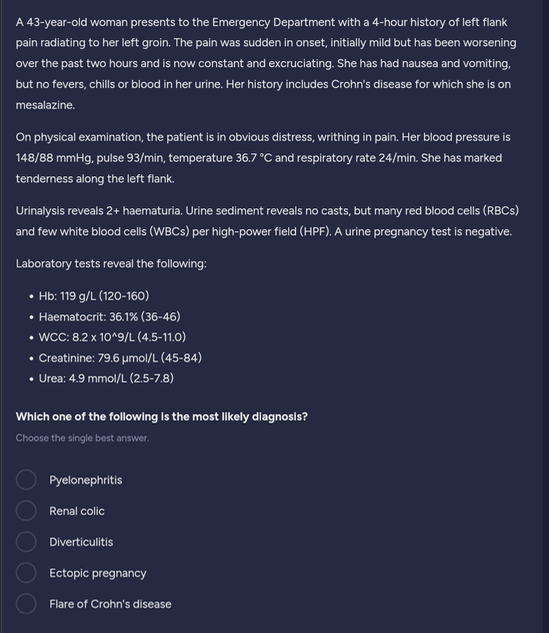 A 43-year-old woman presents to the Emergency Department with a 4-hour history of left flank
pain radiating to her left groin. The pain was sudden in onset, initially mild but has been worsening
over the past two hours and is now constant and excruciating. She has had nausea and vomiting,
but no fevers, chills or blood in her urine. Her history includes Crohn's disease for which she is on
mesalazine.
On physical examination, the patient is in obvious distress, writhing in pain. Her blood pressure is
148/88 mmHg, pulse 93/min, temperature 36.7 °C and respiratory rate 24/min. She has marked
tenderness along the left flank.
Urinalysis reveals 2+ haematuria. Urine sediment reveals no casts, but many red blood cells (RBCs)
and few white blood cells (WBCs) per high-power field (HPF). A urine pregnancy test is negative.
Laboratory tests reveal the following:
• Hb: 119 g/L (120-160)
• Haematocrit: 36.1% (36-46)
• WCC: 8.2 x 10^9/L (4.5-11.0)
• Creatinine: 79.6 µmol/L (45-84)
• Urea: 4.9 mmol/L (2.5-7.8)
Which one of the following is the most likely diagnosis?
Choose the single best answer.
Pyelonephritis
Renal colic
Diverticulitis
Ectopic pregnancy
Flare of Crohn's disease